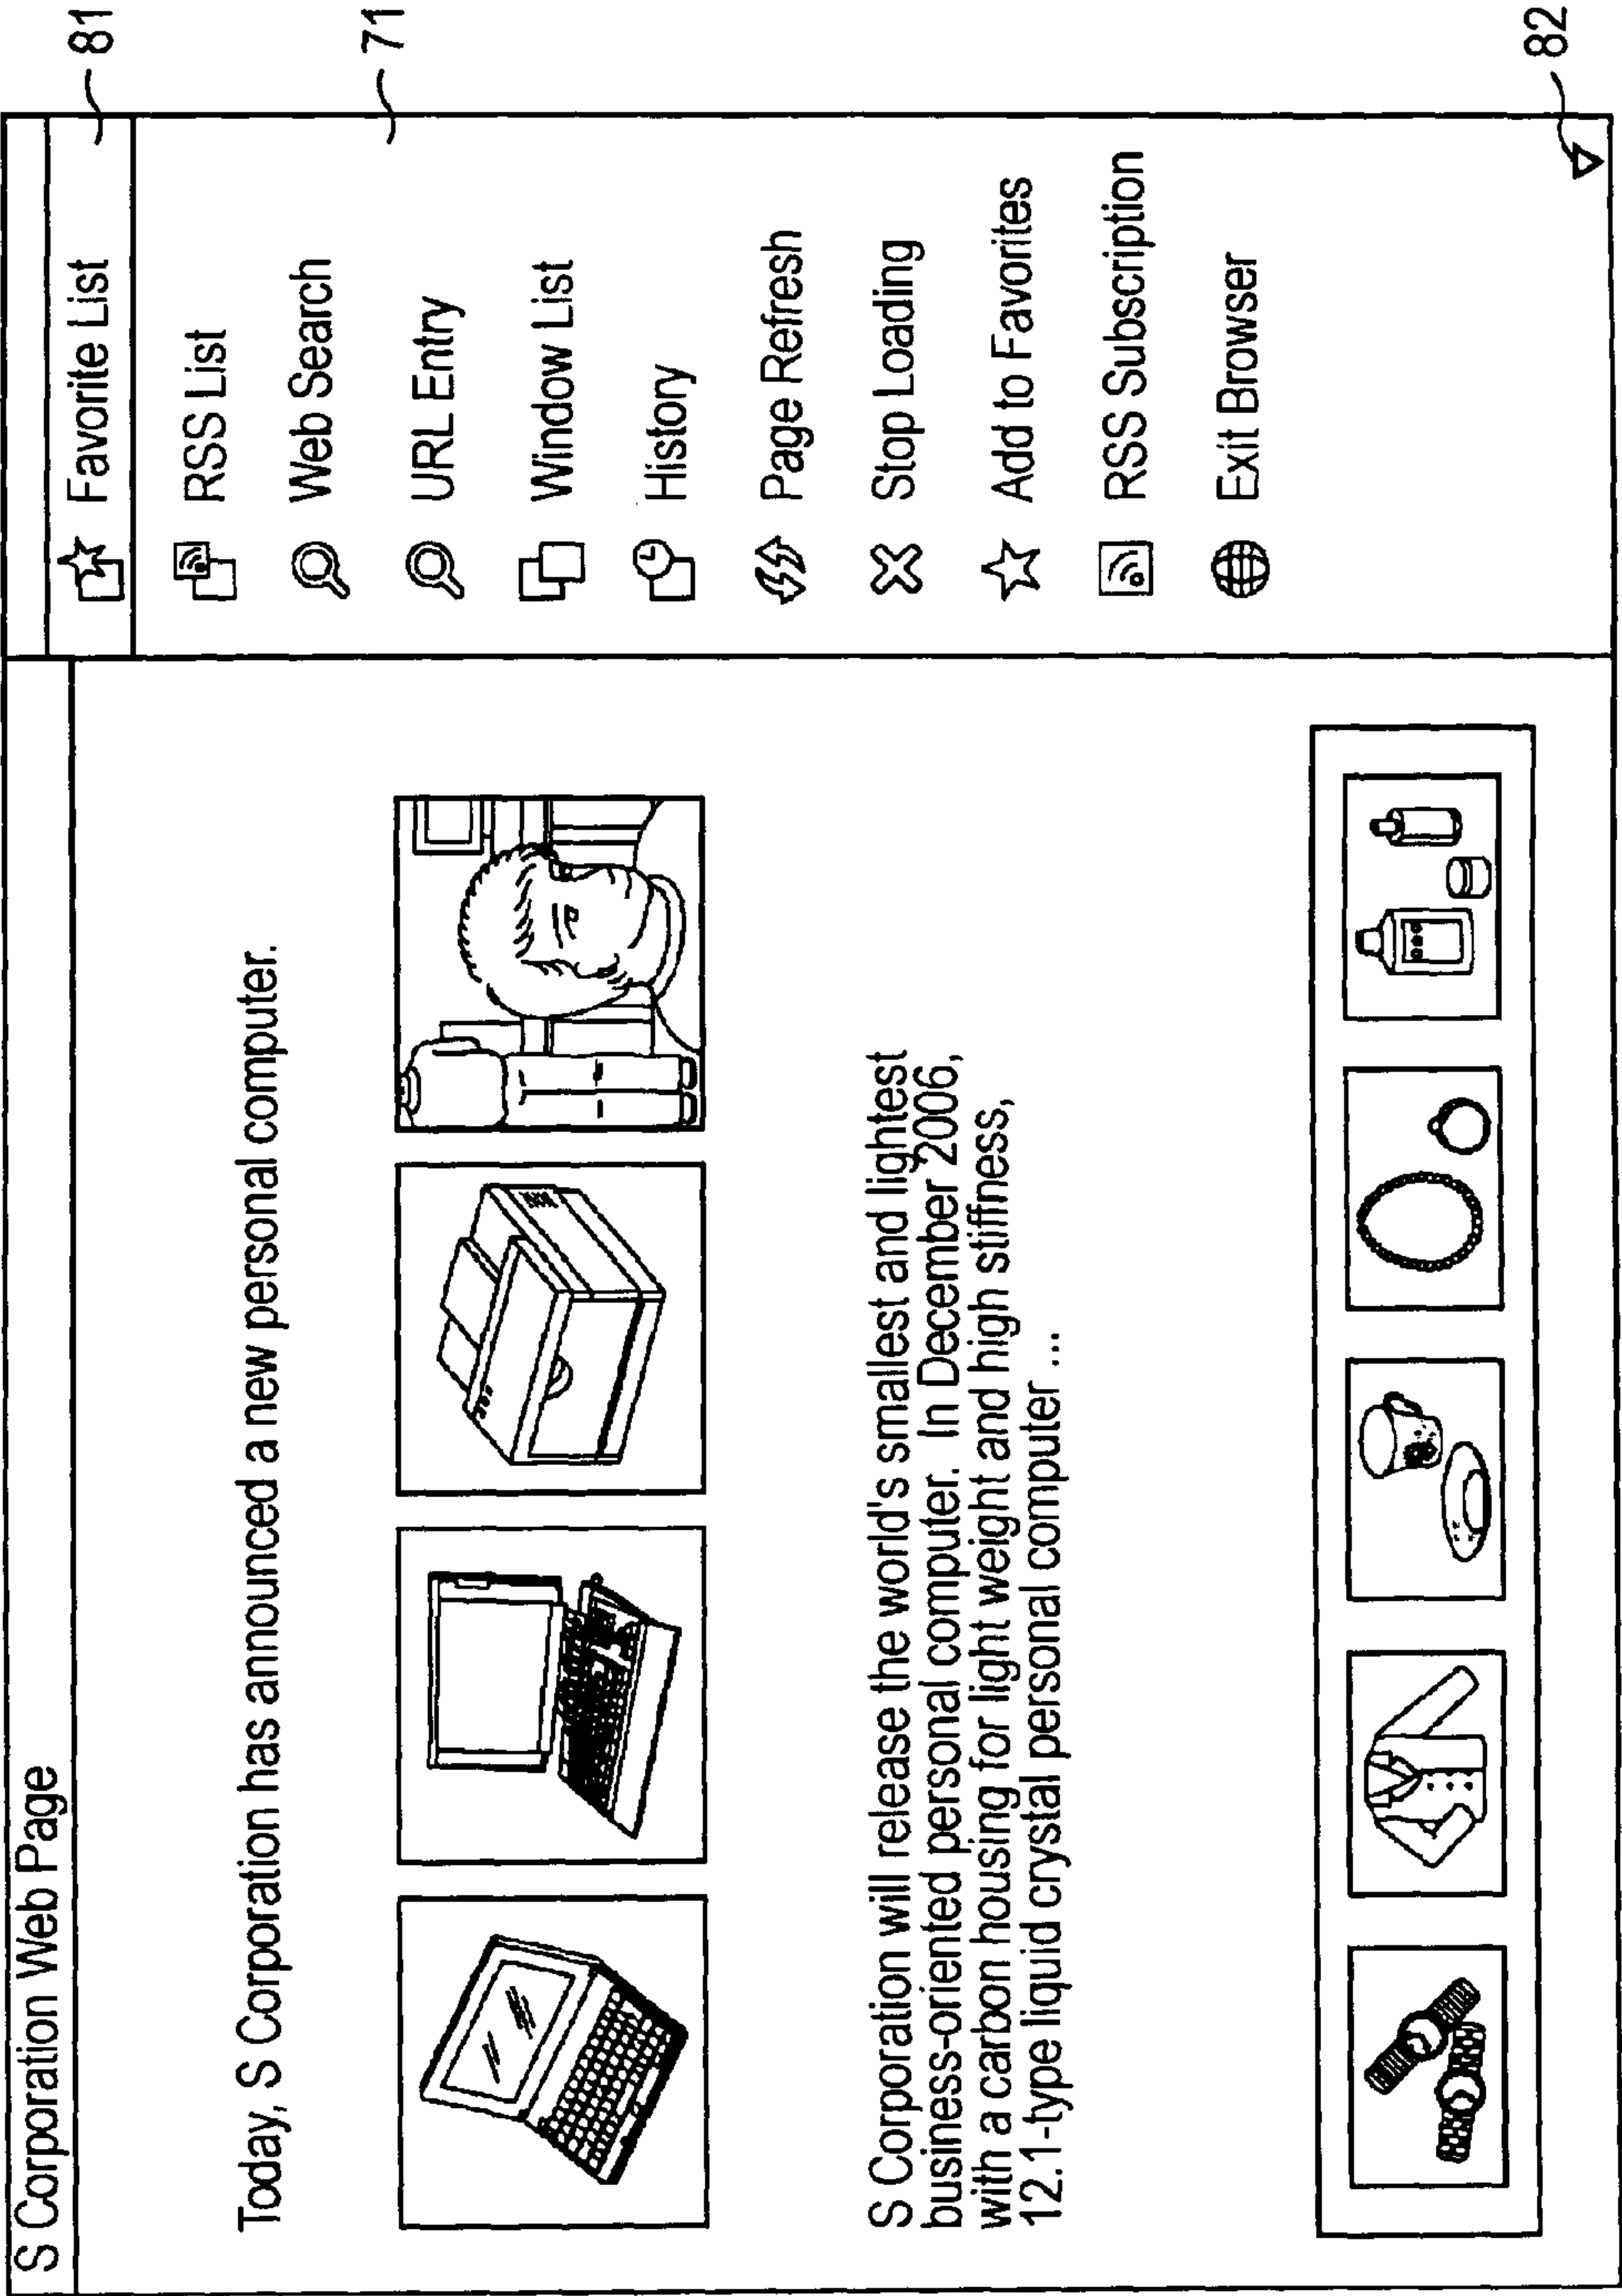 S Corporation Web Page
Today, S Corporation has announced a new personal computer.
S Corporation will release the world's smallest and lightest
business-oriented personal computer. In December 2006,
with a carbon housing for light weight and high stiffness,
12.1-type liquid crystal personal computer ...
Favorite List
RSS List
Web Search
URL Entry
Window List
History
Page Refresh
Stop Loading
Add to Favorites
RSS Subscription
Exit Browser
81
71
82